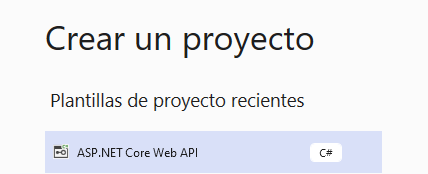 Crear un proyecto
Plantillas de proyecto recientes
ASP.NET Core Web API C#